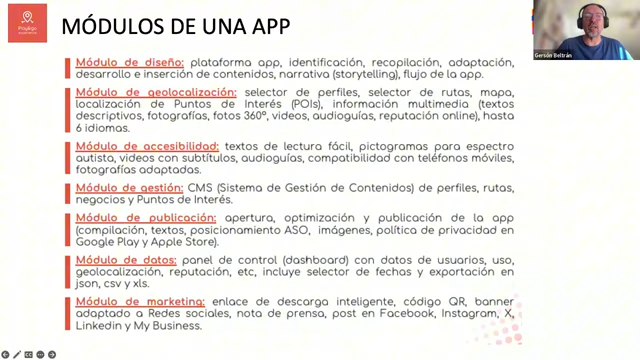 Play&go
experience
MÓDULOS DE UNA APP
Gersón Beltrán
Módulo de diseño: plataforma app, identificación, recopilación, adaptación,
desarrollo e inserción de contenidos, narrativa (storytelling), flujo de la app.
Módulo de geolocalización: selector de perfiles, selector de rutas, mapa,
localización de Puntos de Interés (POIs), información multimedia (textos
descriptivos, fotografías, fotos 360º, videos, audioguías, reputación online), hasta
6 idiomas.
Módulo de accesibilidad: textos de lectura fácil, pictogramas para espectro
autista, videos con subtítulos, audioguías, compatibilidad con teléfonos móviles,
fotografías adaptadas.
Módulo de gestión: CMS (Sistema de Gestión de Contenidos) de perfiles, rutas,
negocios y Puntos de Interés.
Módulo de publicación: apertura, optimización y publicación de la app
(compilación, textos, posicionamiento ASO, imágenes, política de privacidad en
Google Play y Apple Store).
Módulo de datos: panel de control (dashboard) con datos de usuarios, uso,
geolocalización, reputación, etc, incluye selector de fechas y exportación en
json, csv y xls.
Módulo de marketing: enlace de descarga inteligente, código QR, banner
adaptado a Redes sociales, nota de prensa, post en Facebook, Instagram, X,
Linkedin y My Business.